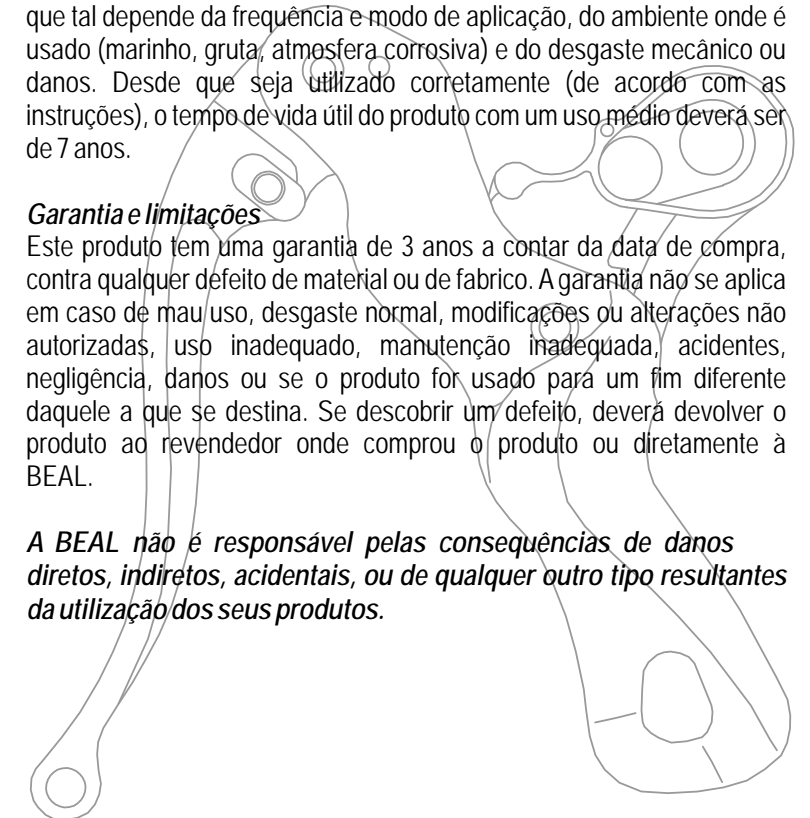 que tal depende da frequência e modo de aplicação, do ambiente onde é
usado (marinho, gruta, atmosfera corrosiva) e do desgaste mecânico ou
danos. Desde que seja utilizado corretamente (de acordo com as
instruções), o tempo de vida útil do produto com um uso médio deverá ser
de 7 anos.
Garantia e limitações
Este produto tem uma garantia de 3 anos a contar da data de compra,
contra qualquer defeito de material ou de fabrico. A garantia não se aplica
em caso de mau uso, desgaste normal, modificações ou alterações não
autorizadas, uso inadequado, manutenção inadequada, acidentes,
negligência, danos ou se o produto for usado para um fim diferente
daquele a que se destina. Se descobrir um defeito, deverá devolver o
produto ao revendedor onde comprou o produto ou diretamente à
BEAL.
A BEAL não é responsável pelas consequências de danos
diretos, indiretos, acidentais, ou de qualquer outro tipo resultantes
da utilização dos seus produtos.